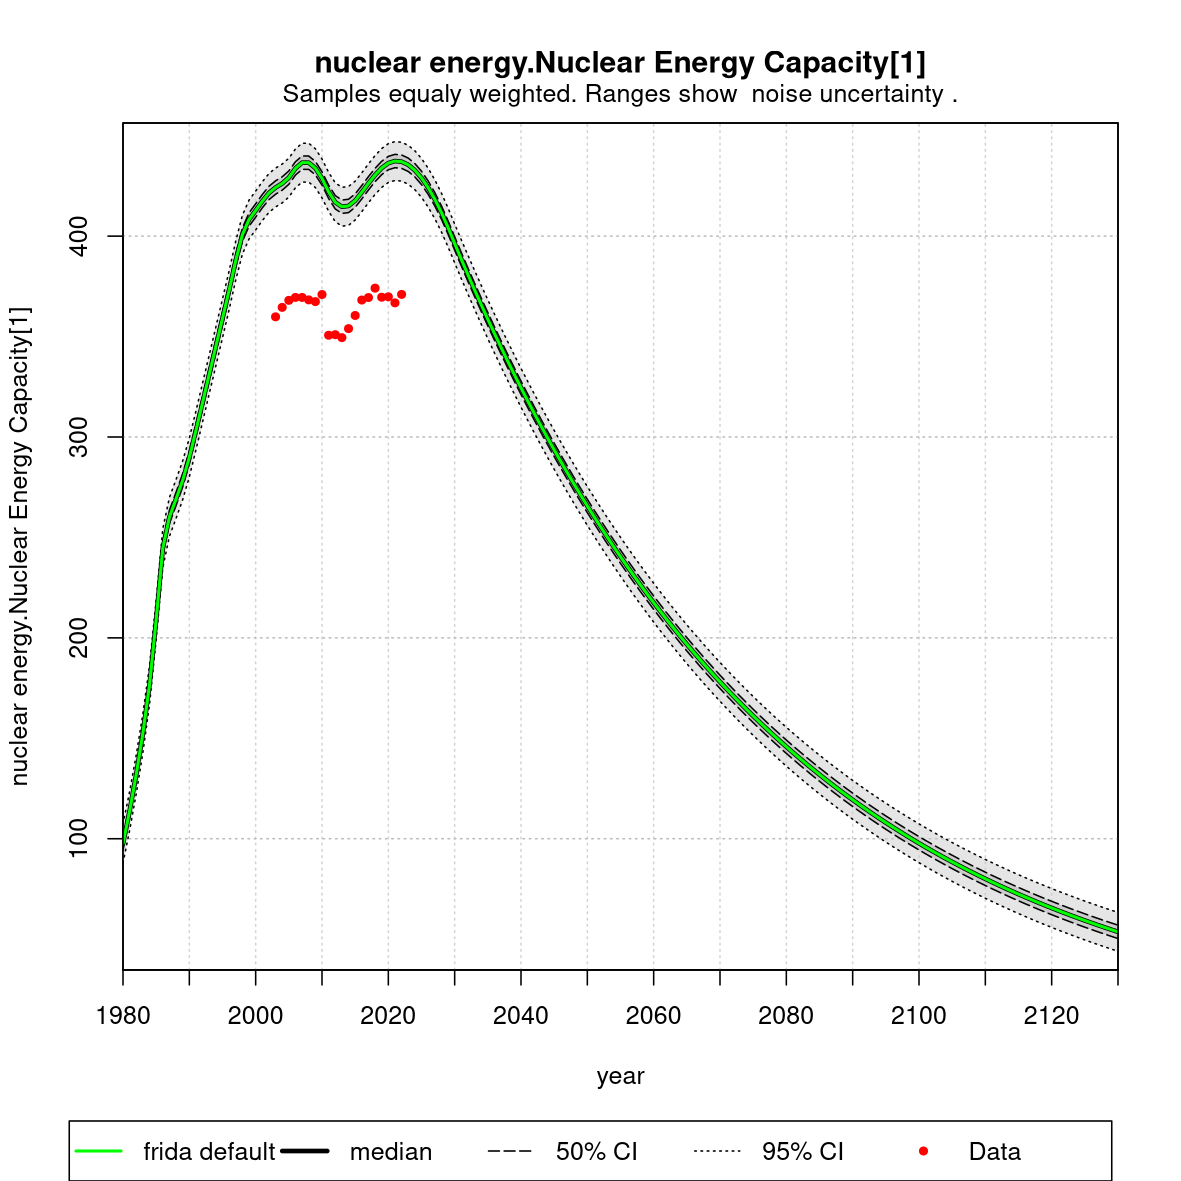 nuclear energy.Nuclear Energy Capacity[1]
Samples equaly weighted. Ranges show  noise uncertainty .
nuclear energy.Nuclear Energy Capacity[1]
400
300
200
100
1980 2000 2020 2040 2060 2080 2100 2120
year
frida default median 50% CI 95% CI Data